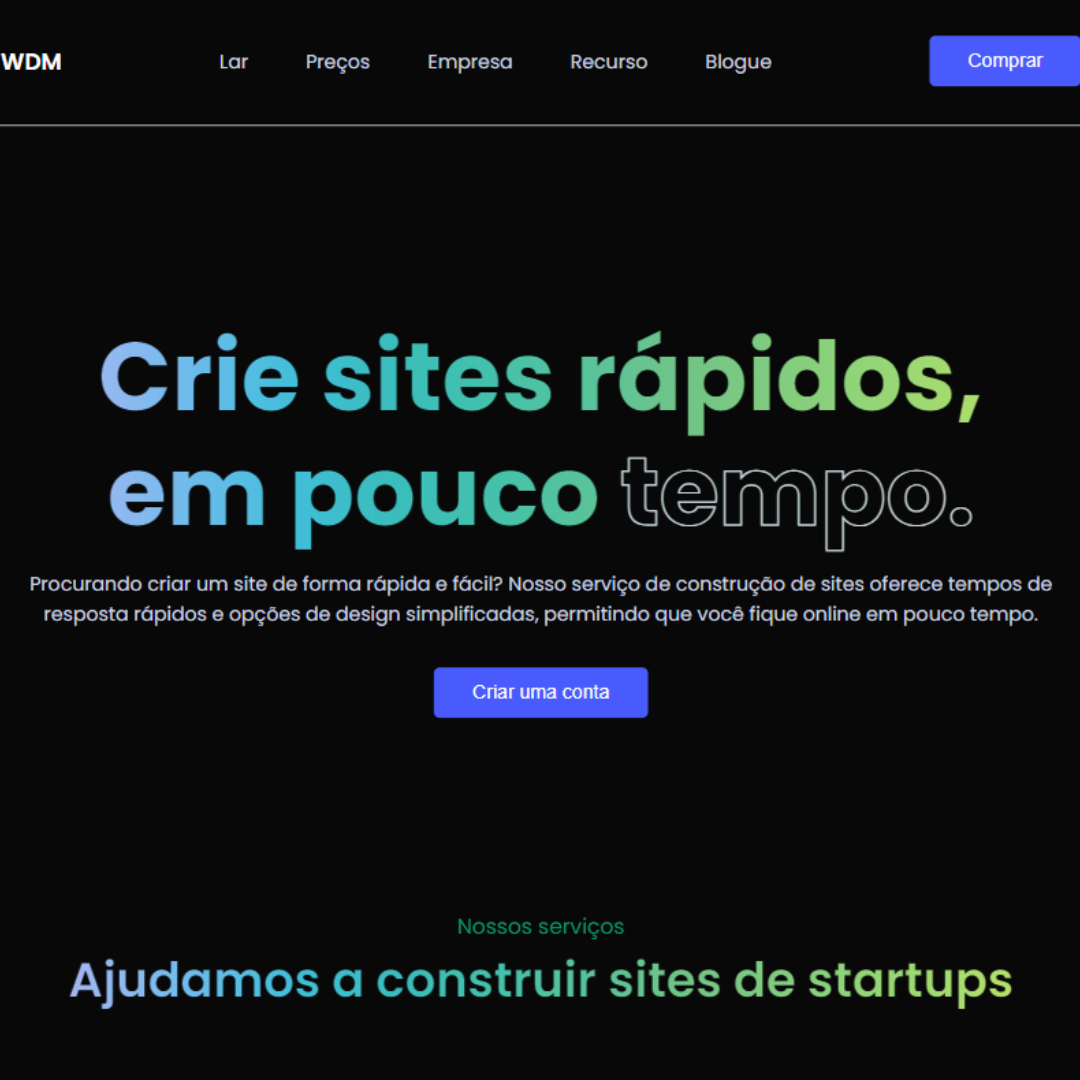 WDM Lar Preços Empresa Recurso Blogue Comprar
Crie sites rápidos,
em pouco tempo.
Procurando criar um site de forma rápida e fácil? Nosso serviço de construção de sites oferece tempos de
resposta rápidos e opções de design simplificadas, permitindo que você fique online em pouco tempo.
Criar uma conta
Nossos serviços
Ajudamos a construir sites de startups